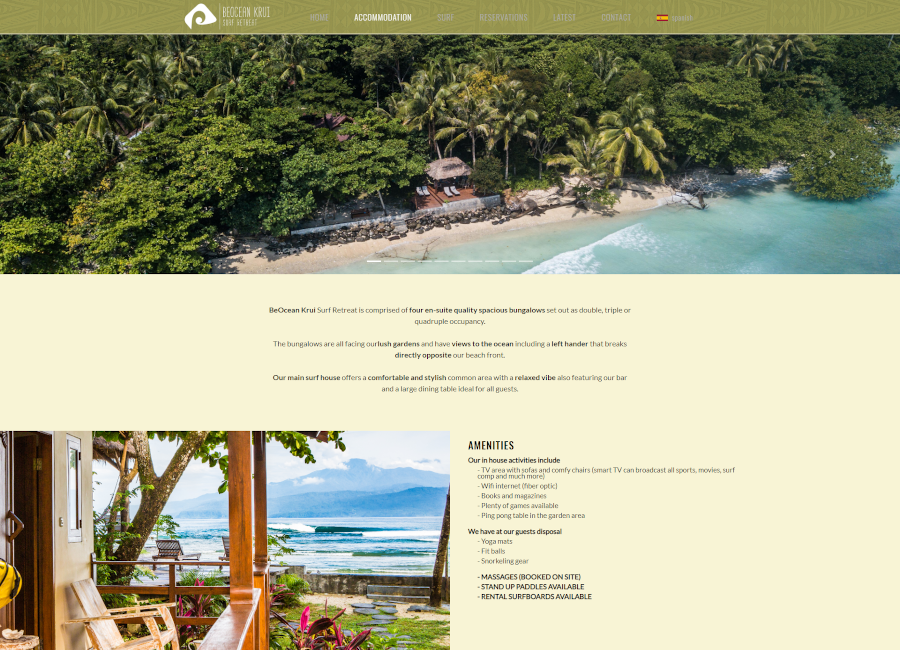 BEOCEAN KRUI
SURF RETREAT
HOME
ACCOMMODATION
SURF
RESERVATIONS
LATEST
CONTACT
BeOcean Krui Surf Retreat is comprised of four en-suite quality spacious bungalows set out as double, triple or
quadruple occupancy.
The bungalows are all facing ourlush gardens and have views to the ocean including a left hander that breaks
directly opposite our beach front.
Our main surf house offers a comfortable and stylish common area with a relaxed vibe also featuring our bar
and a large dining table ideal for all guests.
AMENITIES
Our in house activities include
- TV area with sofas and comfy chairs (smart TV can broadcast all sports, movies, surf
comp and much more)
- Wifi internet (fiber optic)
- Books and magazines
- Plenty of games available
- Ping pong table in the garden area
We have at our guests disposal
- Yoga mats
- Fit balls
- Snorkeling gear
- MASSAGES (BOOKED ON SITE)
- STAND UP PADDLES AVAILABLE
- RENTAL SURFBOARDS AVAILABLE